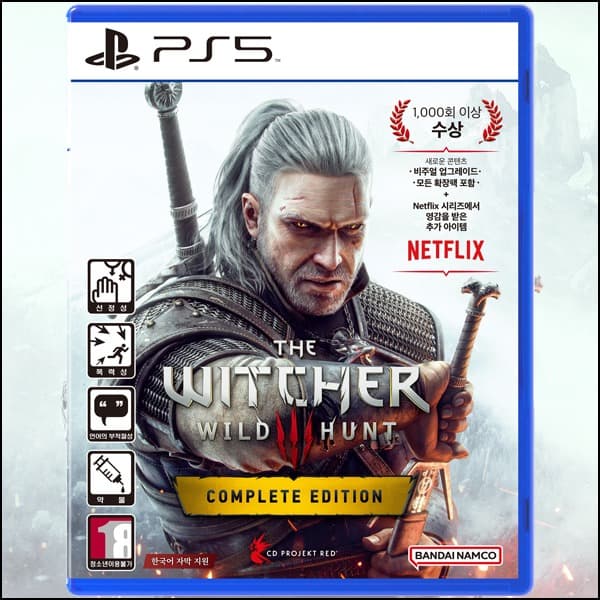 PS5
1,000회 이상
수상
새로운 콘텐츠
· 비주얼 업그레이드 ·
· 모든 확장팩 포함 ·
+
Netflix 시리즈에서
영감을 받은
추가 아이템
NETFLIX
선정성
폭력성
언어의 부적절성
약물
18
청소년이용불가
THE
WITCHER
WILD HUNT
COMPLETE EDITION
한국어 자막 지원
CD PROJEKT RED
BANDAI NAMCO